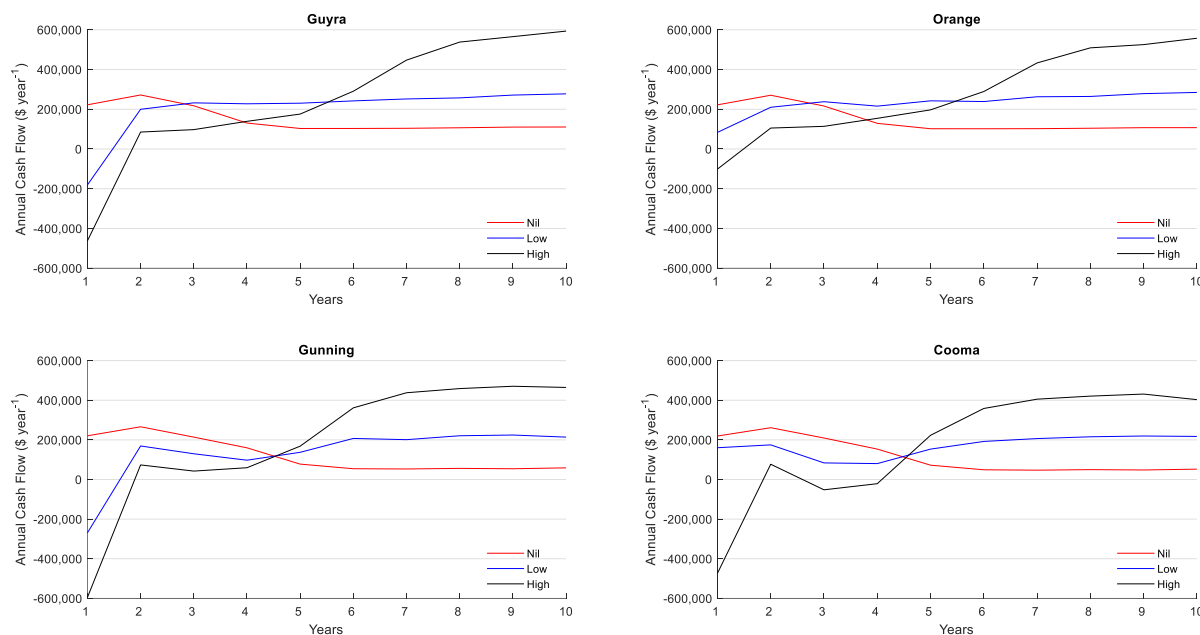 Guyra
Annual Cash Flow ($ year-1)
600,000
400,000
200,000
0
-200,000
-400,000
-600,000
Nil
Low
High
1 2 3 4 5 6 7 8 9 10
Years
Orange
Annual Cash Flow ($ year-1)
600,000
400,000
200,000
0
-200,000
-400,000
-600,000
Nil
Low
High
1 2 3 4 5 6 7 8 9 10
Years
Gunning
Annual Cash Flow ($ year-1)
600,000
400,000
200,000
0
-200,000
-400,000
-600,000
Nil
Low
High
1 2 3 4 5 6 7 8 9 10
Years
Cooma
Annual Cash Flow ($ year-1)
600,000
400,000
200,000
0
-200,000
-400,000
-600,000
Nil
Low
High
1 2 3 4 5 6 7 8 9 10
Years